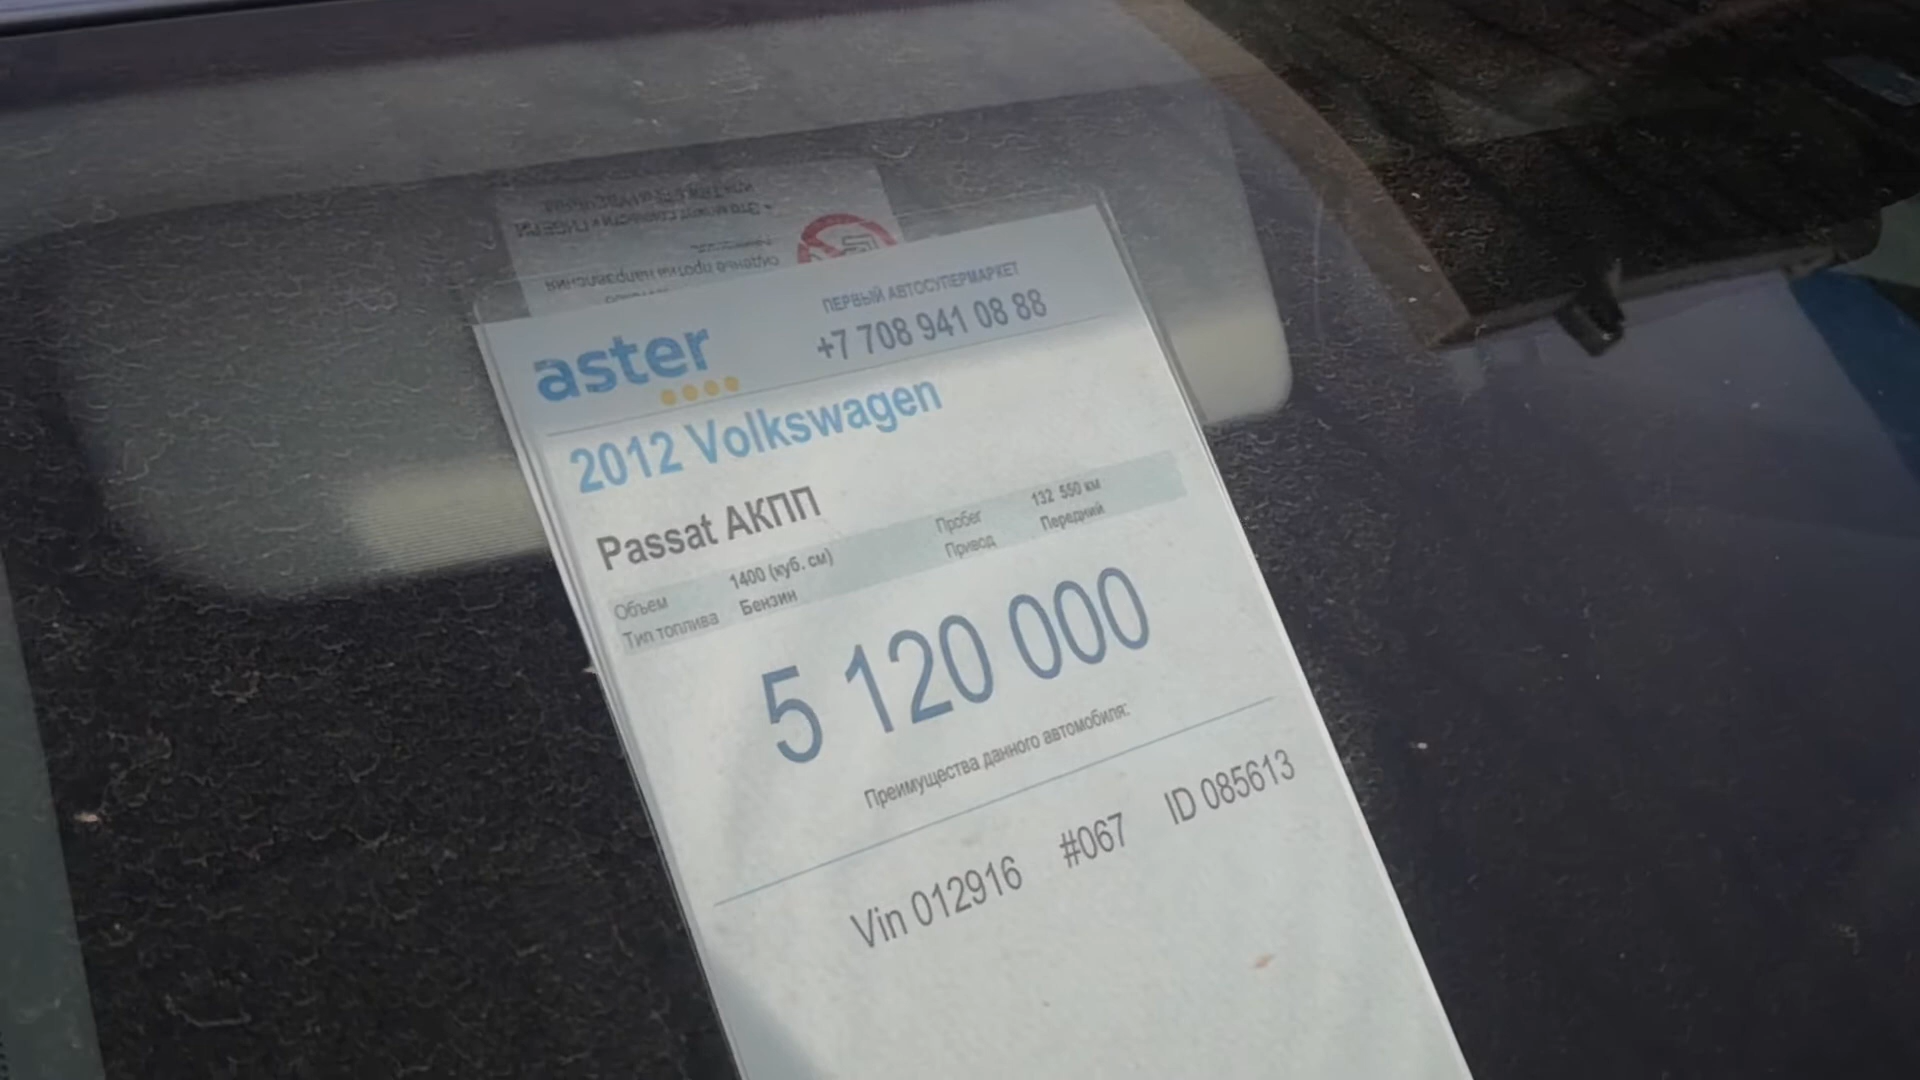 ПЕРВЫЙ АВТОСУПЕРМАРКЕТ
aster +7 708 941 08 88
2012 Volkswagen
Passat АКПП
Объем 1400 (куб. см) Пробег 132 550 км
Тип топлива Бензин Привод Передний
5 120 000
Преимущества данного автомобиля:
Vin 012916 #067 ID 085613